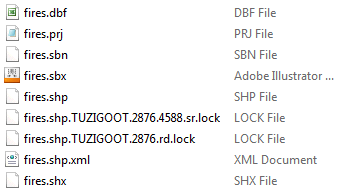 fires.dbf DBF File
fires.prj PRJ File
fires.sbn SBN File
fires.sbx Adobe Illustrator ...
fires.shp SHP File
fires.shp.TUZIGOOT.2876.4588.sr.lock LOCK File
fires.shp.TUZIGOOT.2876.rd.lock LOCK File
fires.shp.xml XML Document
fires.shx SHX File